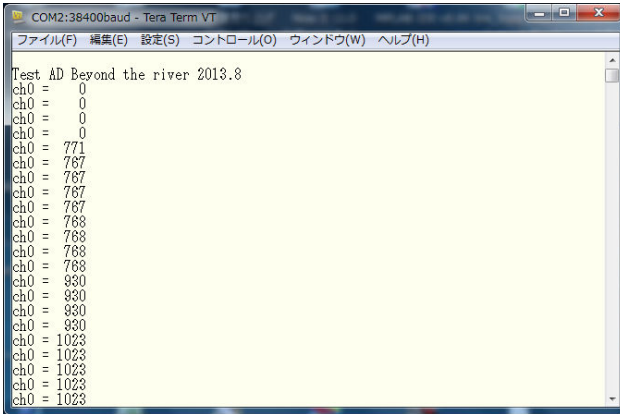 COM2:38400baud - Tera Term VT
ファイル(F) 編集(E) 設定(S) コントロール(O) ウィンドウ(W) ヘルプ(H)
Test AD Beyond the river 2013.8
ch0 =    0
ch0 =    0
ch0 =    0
ch0 =    0
ch0 =  771
ch0 =  767
ch0 =  767
ch0 =  767
ch0 =  767
ch0 =  768
ch0 =  768
ch0 =  768
ch0 =  768
ch0 =  930
ch0 =  930
ch0 =  930
ch0 =  930
ch0 = 1023
ch0 = 1023
ch0 = 1023
ch0 = 1023
ch0 = 1023